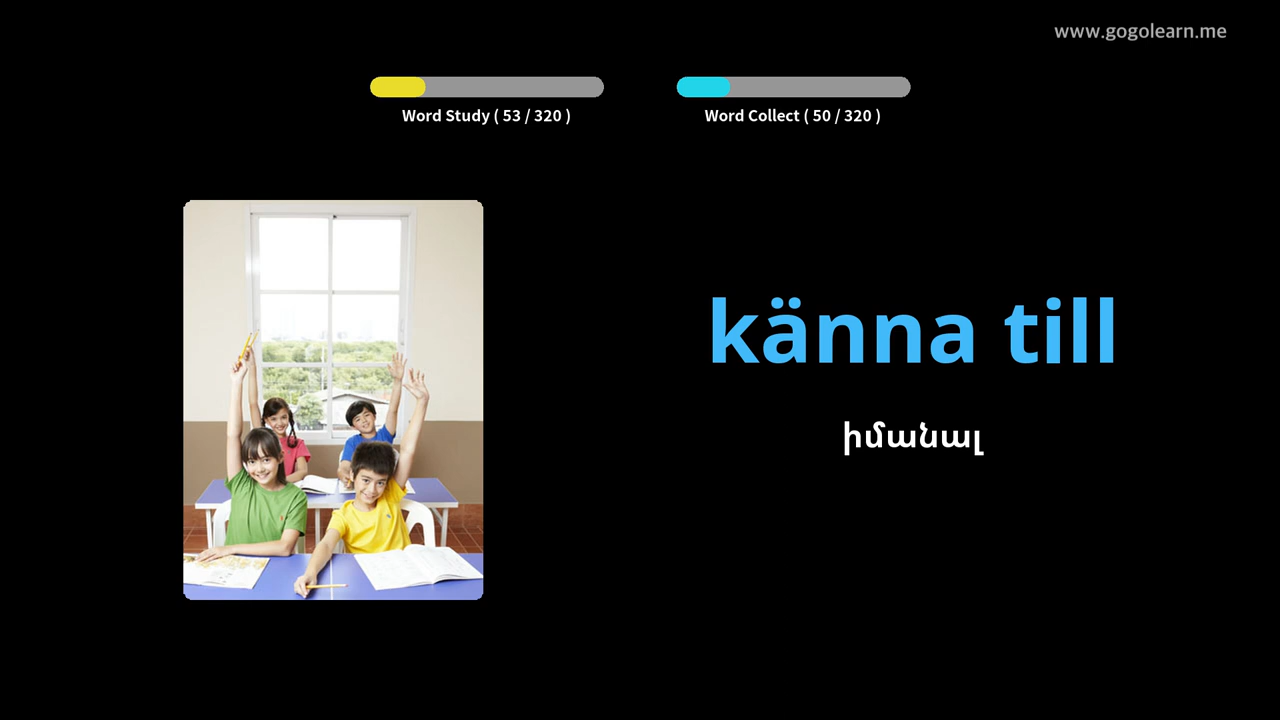 www.gogolearn.me
Word Study ( 53 / 320 )
Word Collect ( 50 / 320 )
känna till
իմանալ